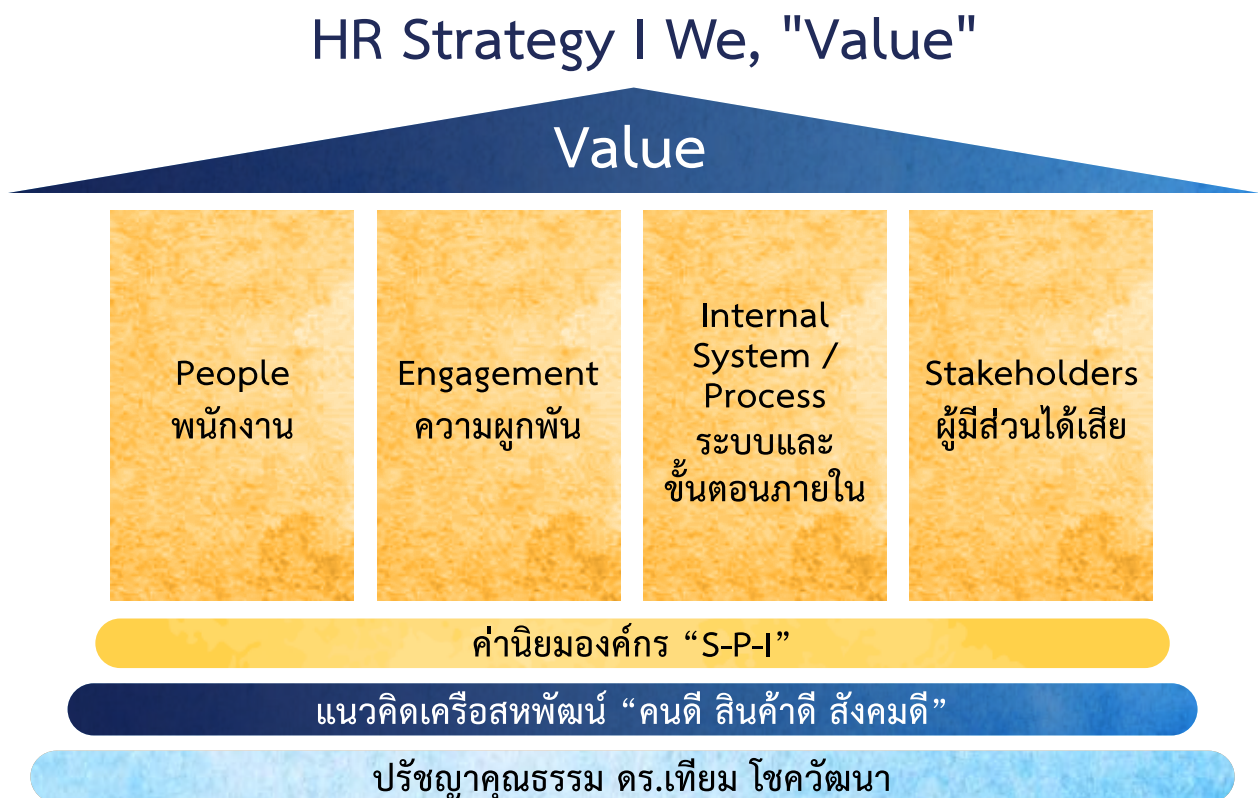 HR Strategy I We, "Value"
Value
People
พนักงาน
Engagement
ความผูกพัน
Internal
System /
Process
ระบบและ
ขั้นตอนภายใน
Stakeholders
ผู้มีส่วนได้เสีย
ค่านิยมองค์กร “S-P-I”
แนวคิดเครือสหพัฒน์ “คนดี สินค้าดี สังคมดี”
ปรัชญาคุณธรรม ดร.เทียม โชควัฒนา